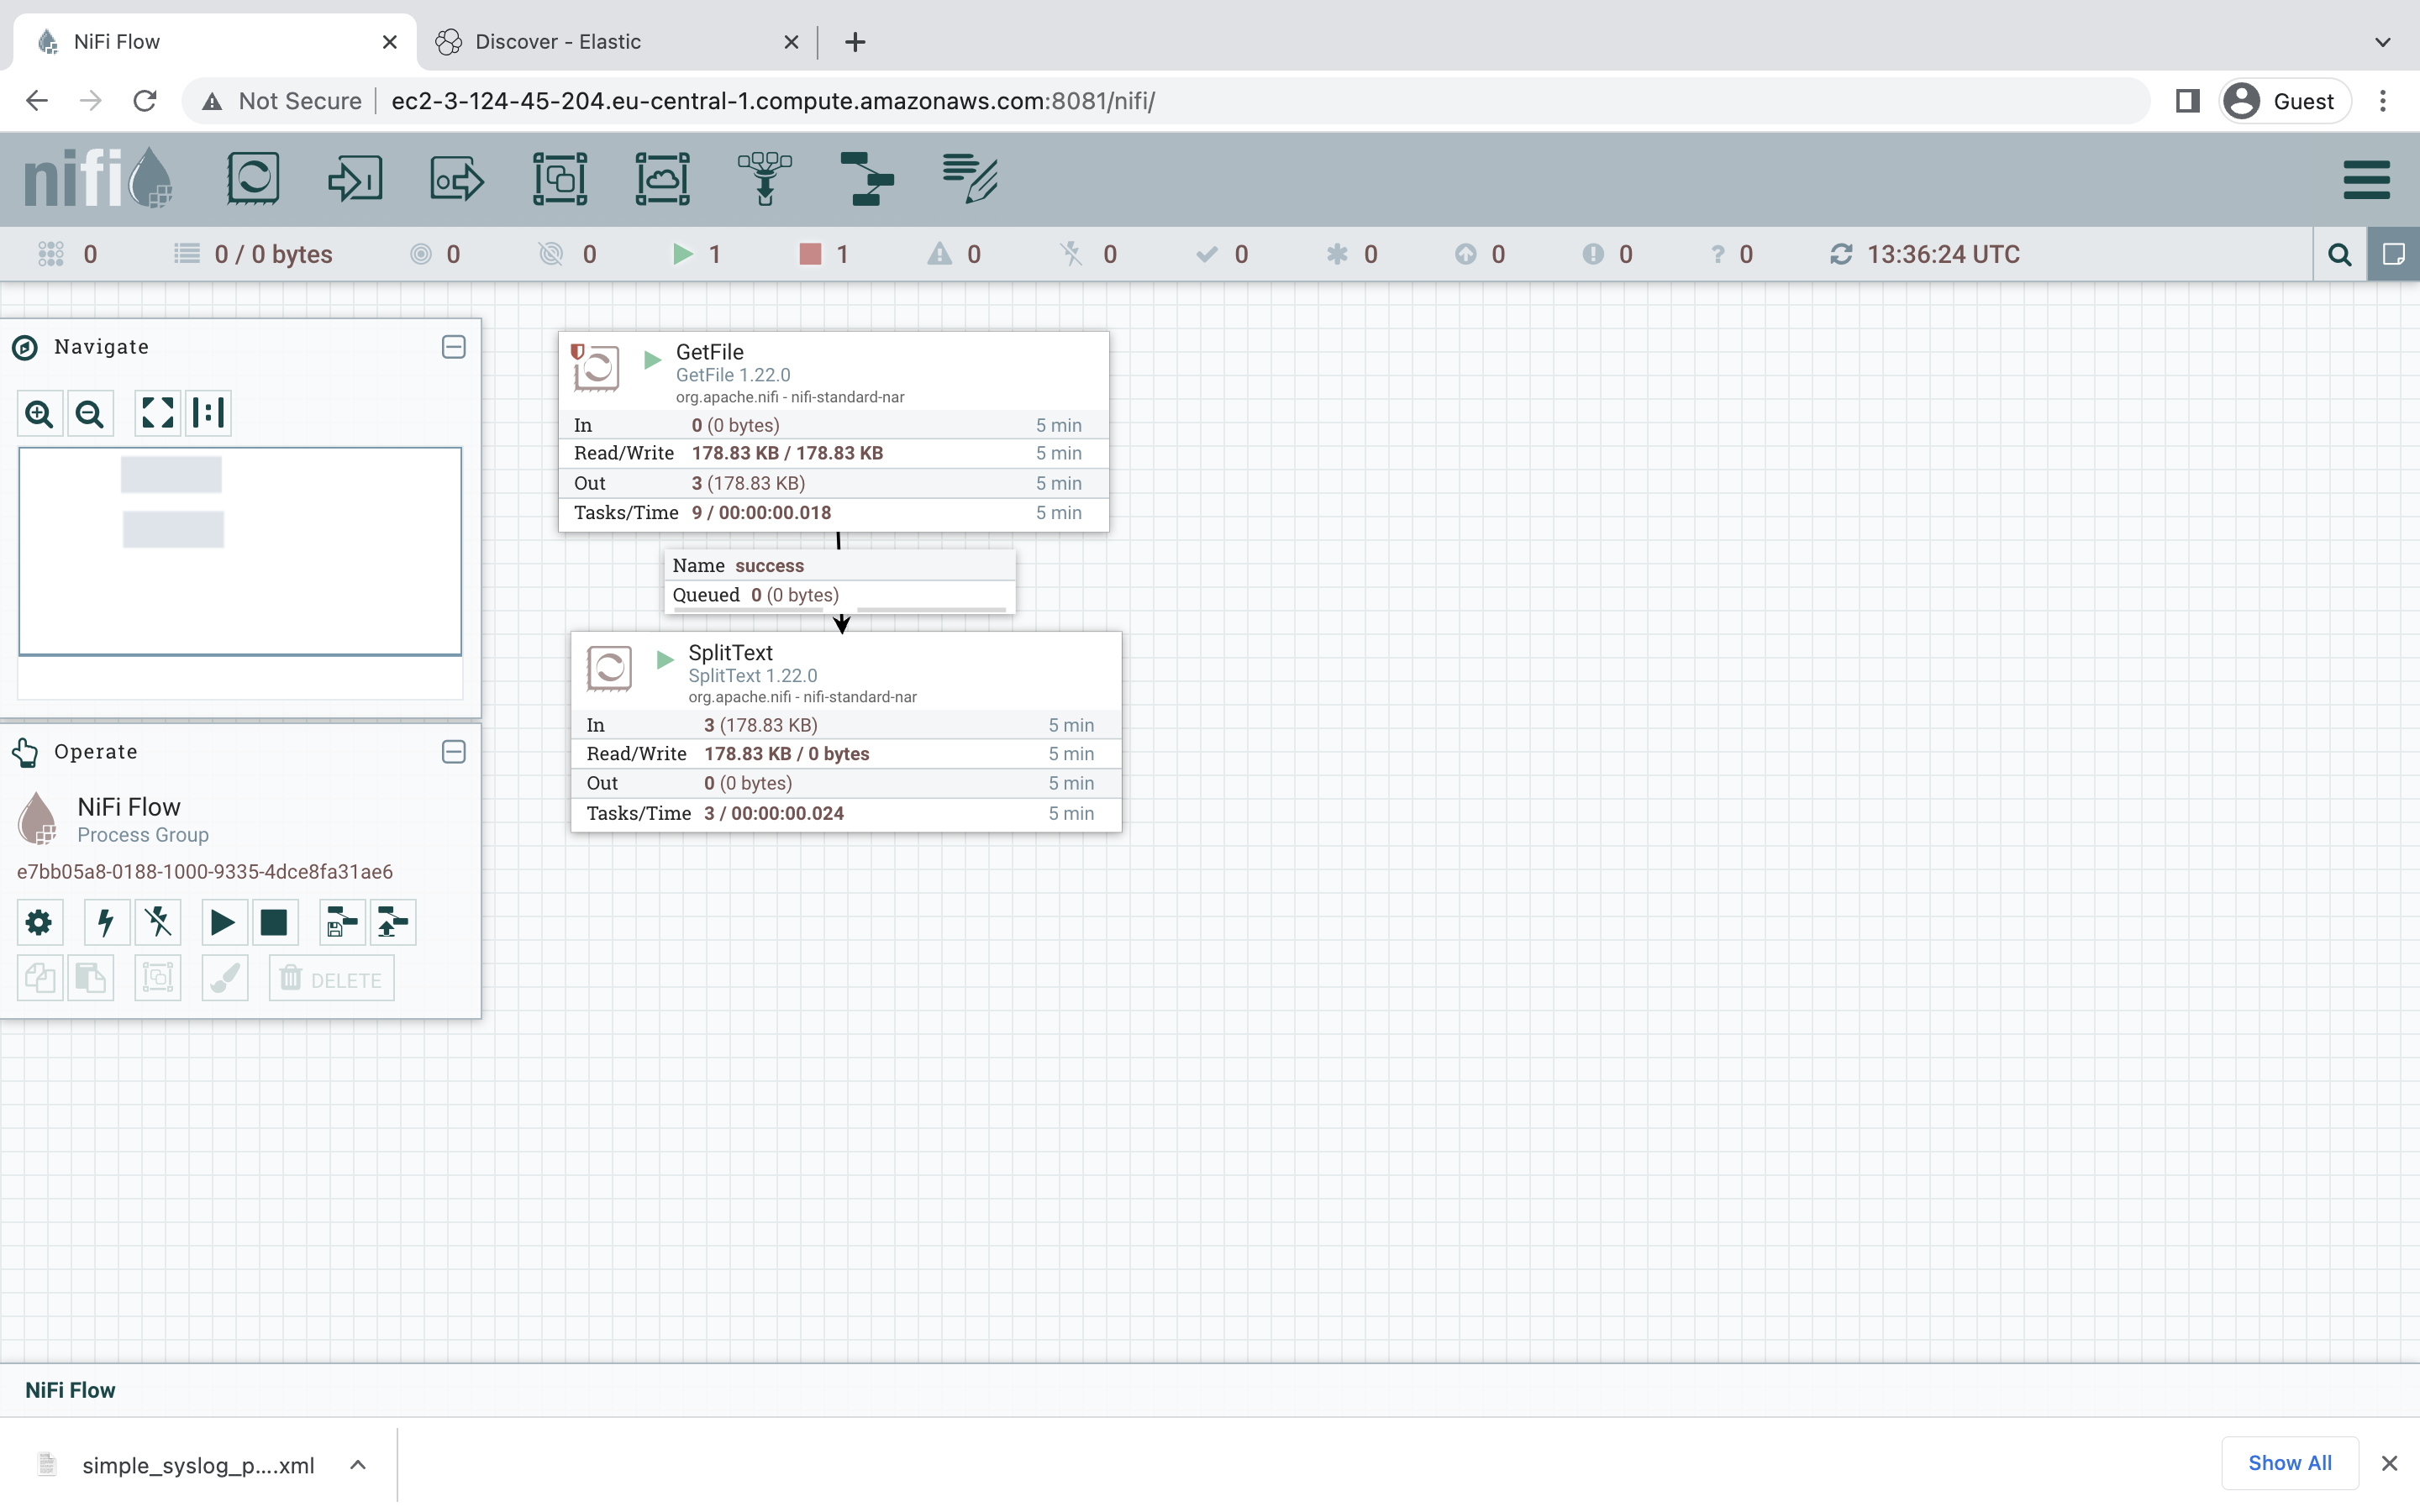 NiFi Flow
Discover - Elastic
Not Secure
ec2-3-124-45-204.eu-central-1.compute.amazonaws.com:8081/nifi/
Guest
nifi
0
0 / 0 bytes
0
0
1
1
0
0
0
0
0
0
0
13:36:24 UTC
Navigate
GetFile
GetFile 1.22.0
org.apache.nifi - nifi-standard-nar
In 0 (0 bytes) 5 min
Read/Write 178.83 KB / 178.83 KB 5 min
Out 3 (178.83 KB) 5 min
Tasks/Time 9 / 00:00:00.018 5 min
Name success
Queued 0 (0 bytes)
SplitText
SplitText 1.22.0
org.apache.nifi - nifi-standard-nar
In 3 (178.83 KB) 5 min
Read/Write 178.83 KB / 0 bytes 5 min
Out 0 (0 bytes) 5 min
Tasks/Time 3 / 00:00:00.024 5 min
Operate
NiFi Flow
Process Group
e7bb05a8-0188-1000-9335-4dce8fa31ae6
DELETE
NiFi Flow
simple_syslog_p....xml
Show All